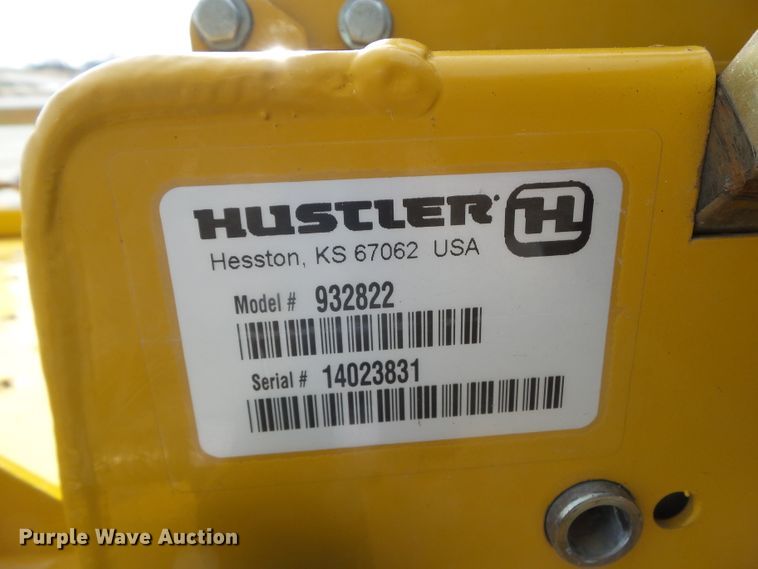 HUSTLER H
Hesston, KS 67062 USA
Model # 932822
Serial # 14023831
Purple Wave Auction